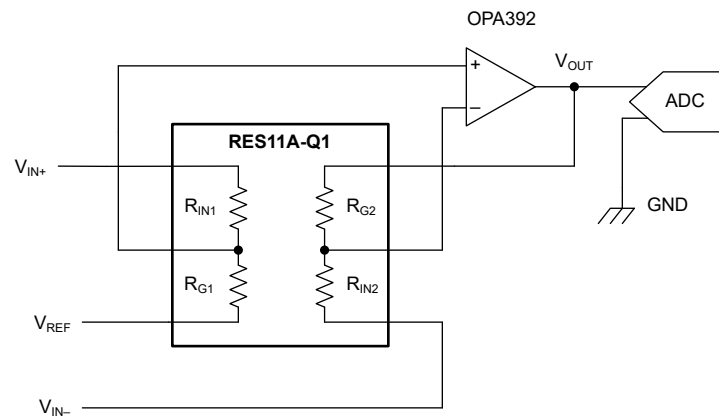 OPA392
+
V_OUT
ADC
–
RES11A-Q1
V_IN+
R_IN1
R_G2
GND
R_G1
R_IN2
V_REF
V_IN–